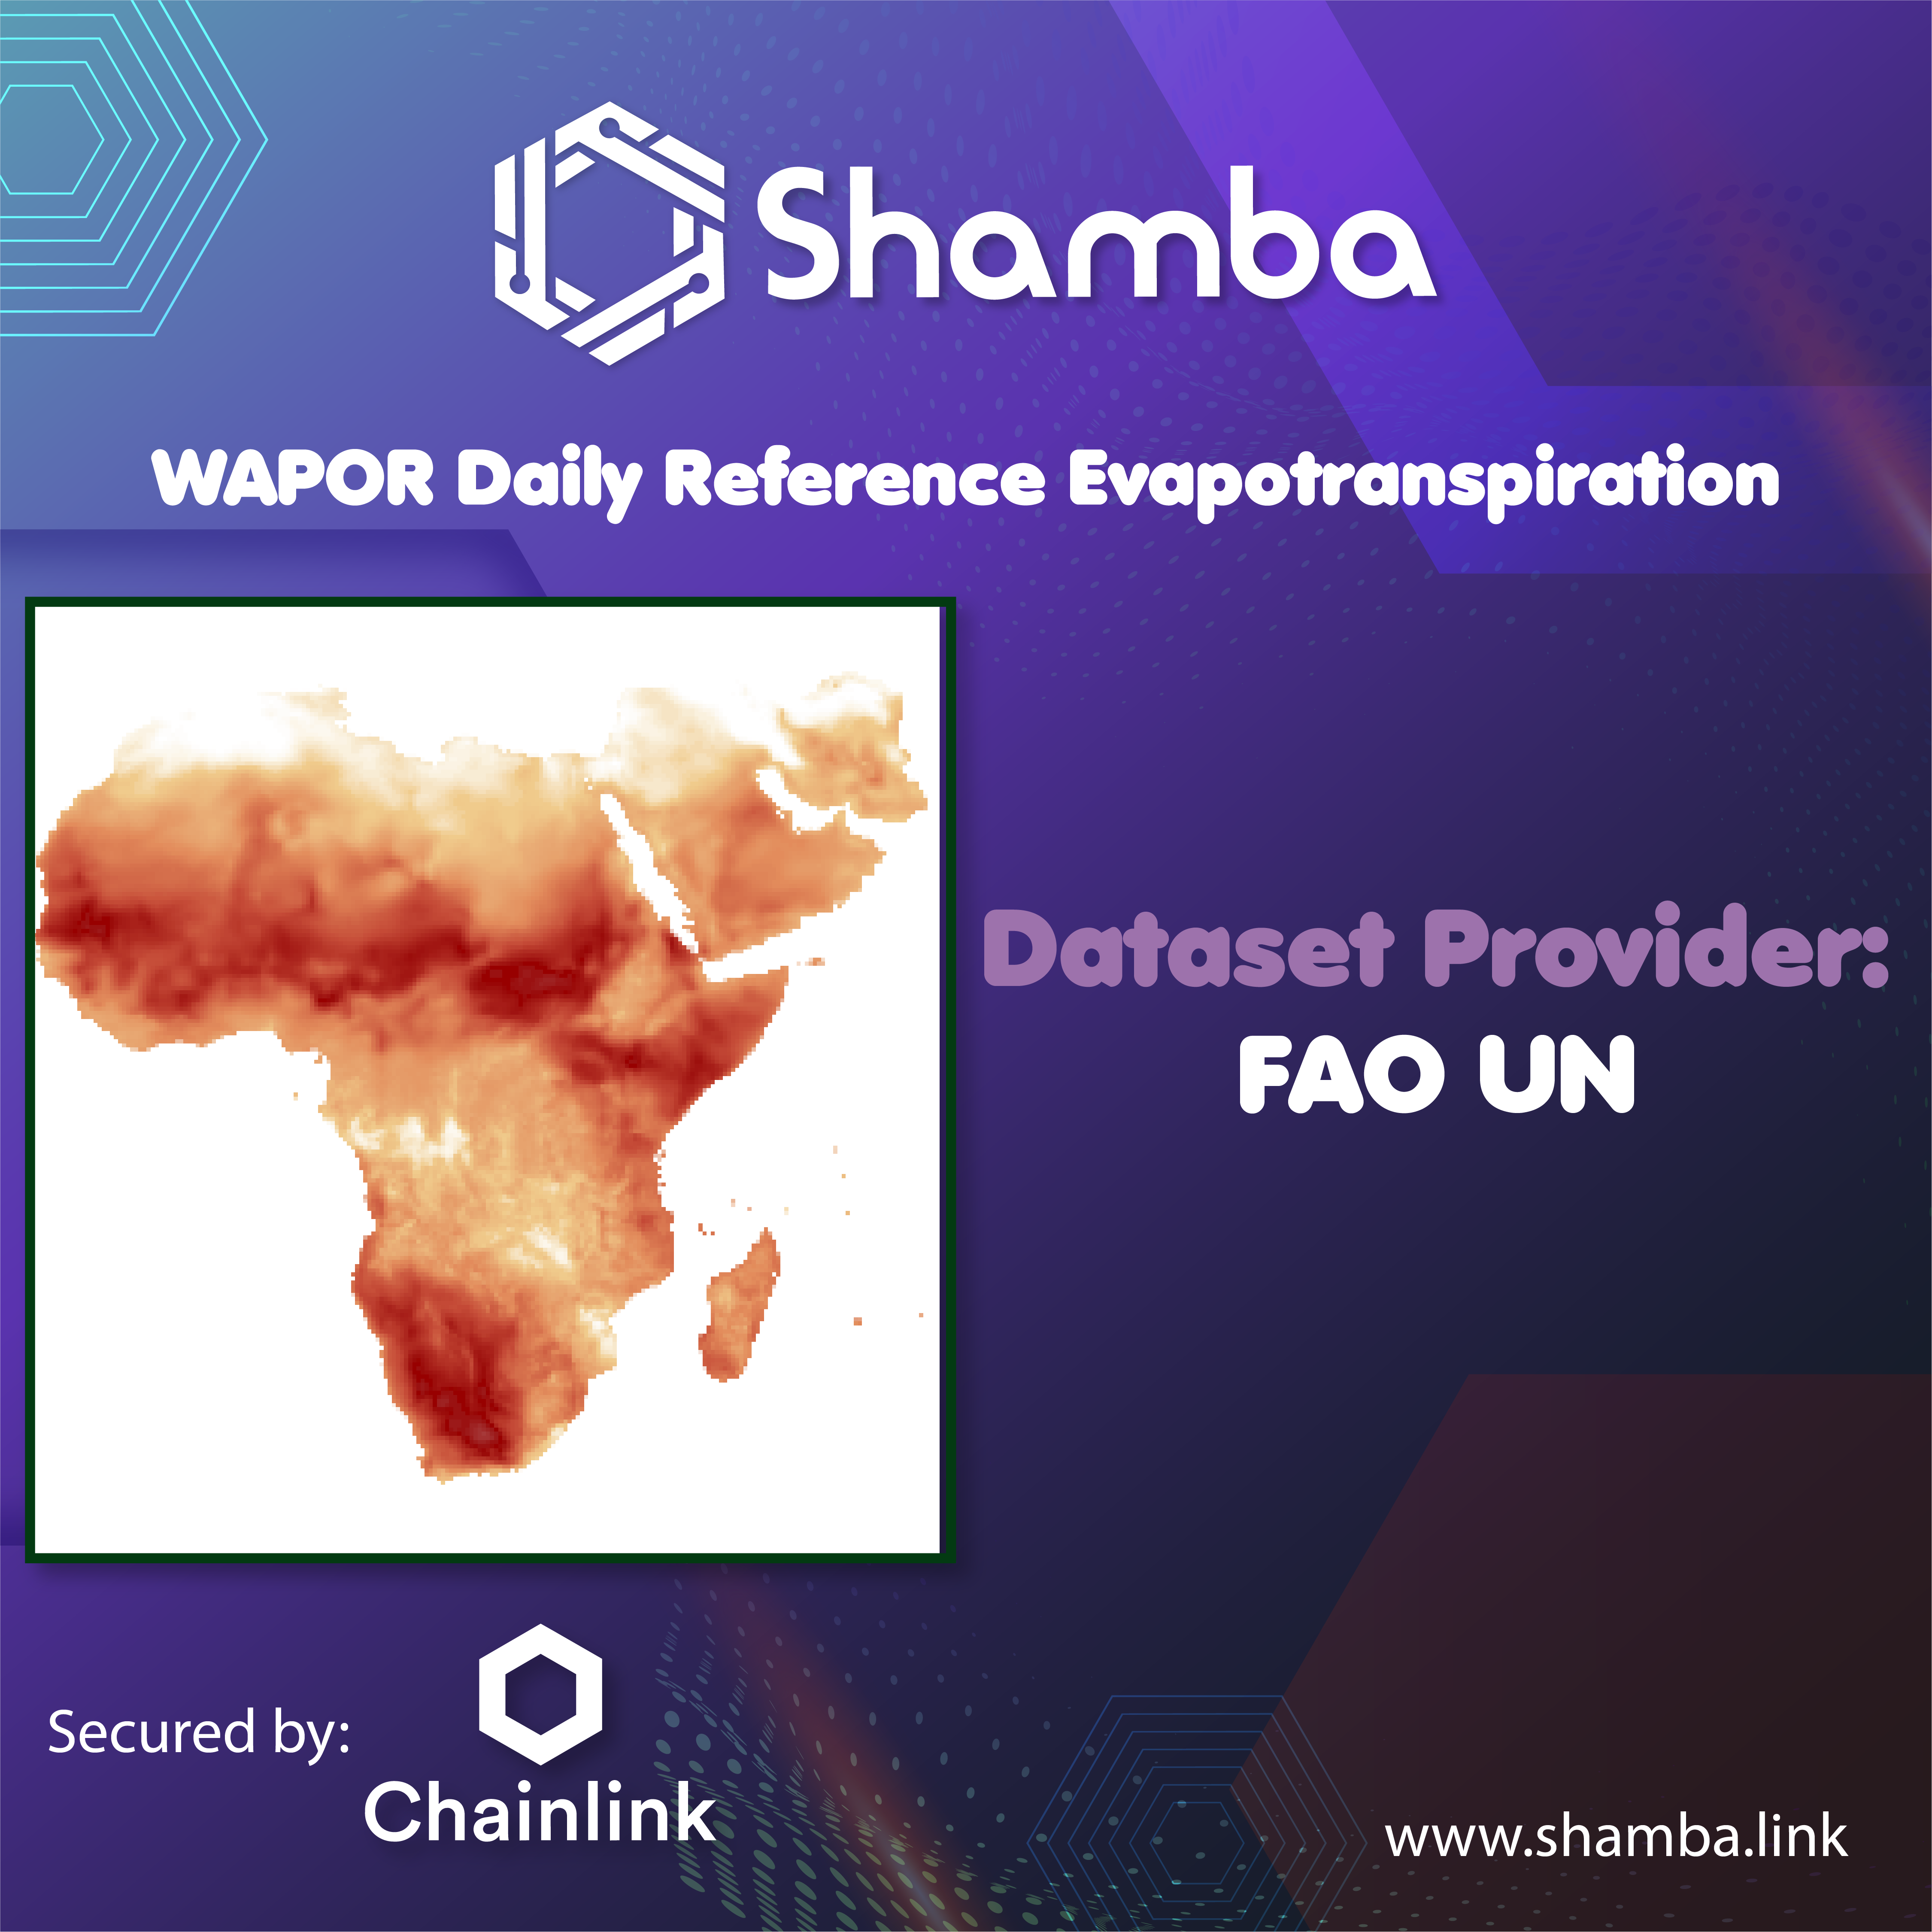 Shamba
WAPOR Daily Reference Evapotranspiration
Dataset Provider:
FAO UN
Secured by:
Chainlink
www.shamba.link